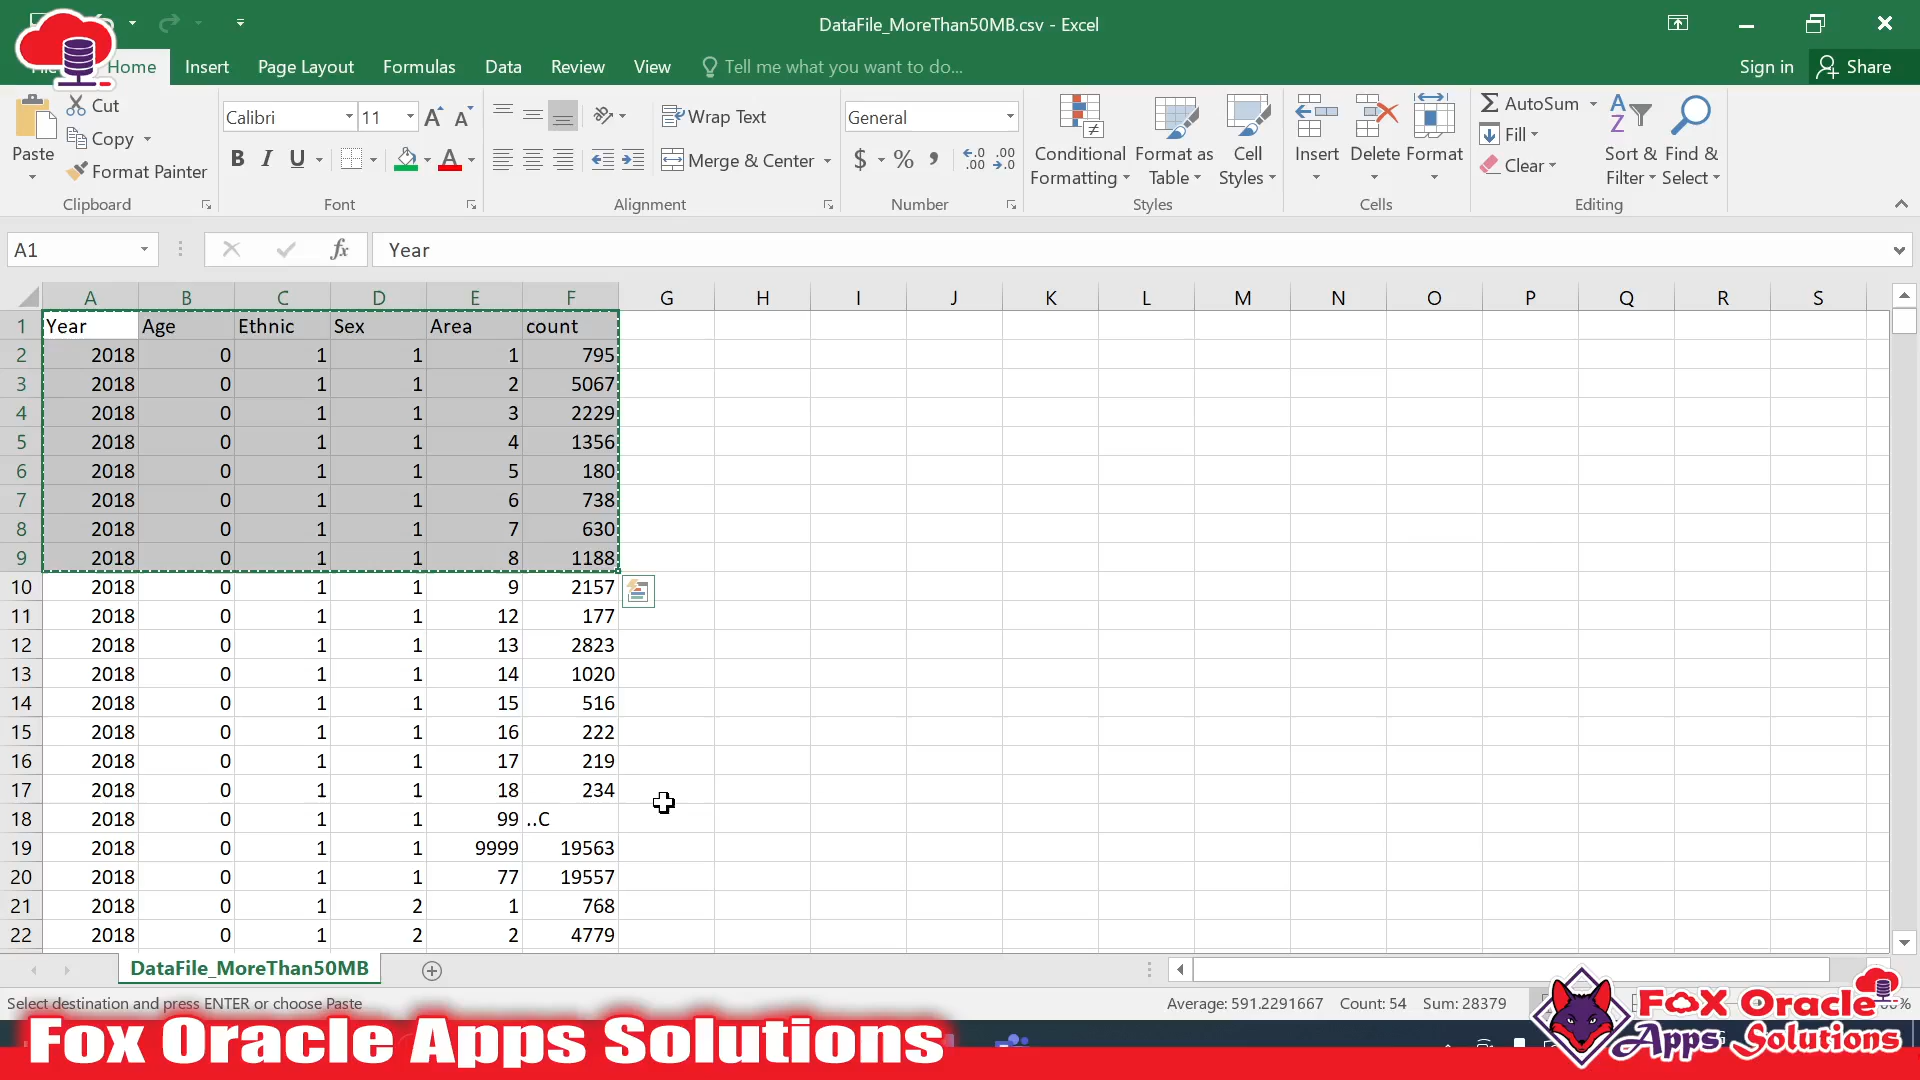 DataFile_MoreThan50MB.csv - Excel
Home Insert Page Layout Formulas Data Review View Tell me what you want to do... Sign in Share
Paste Cut Copy Format Painter
Clipboard
Calibri 11 B I U A
Font
Wrap Text
Merge & Center
Alignment
General
$ % , .00
Number
Conditional Formatting Format as Table Cell Styles
Styles
Insert Delete Format
Cells
AutoSum Fill Clear Sort & Filter Find & Select
Editing
A1 fx Year
A B C D E F G H I J K L M N O P Q R S
1 Year Age Ethnic Sex Area count
2 2018 0 1 1 1 795
3 2018 0 1 1 2 5067
4 2018 0 1 1 3 2229
5 2018 0 1 1 4 1356
6 2018 0 1 1 5 180
7 2018 0 1 1 6 738
8 2018 0 1 1 7 630
9 2018 0 1 1 8 1188
10 2018 0 1 1 9 2157
11 2018 0 1 1 12 177
12 2018 0 1 1 13 2823
13 2018 0 1 1 14 1020
14 2018 0 1 1 15 516
15 2018 0 1 1 16 222
16 2018 0 1 1 17 219
17 2018 0 1 1 18 234
18 2018 0 1 1 99 ..C
19 2018 0 1 1 9999 19563
20 2018 0 1 1 77 19557
21 2018 0 1 2 1 768
22 2018 0 1 2 2 4779
DataFile_MoreThan50MB
Select destination and press ENTER or choose Paste Average: 591.2291667 Count: 54 Sum: 28379
Fox Oracle Apps Solutions
Fox Oracle
Apps Solutions